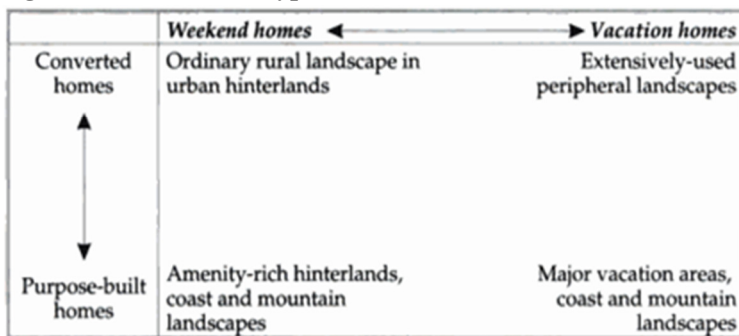 Weekend homes Vacation homes
Converted homes
Ordinary rural landscape in
urban hinterlands
Extensively-used
peripheral landscapes
Purpose-built homes
Amenity-rich hinterlands,
coast and mountain
landscapes
Major vacation areas,
coast and mountain
landscapes